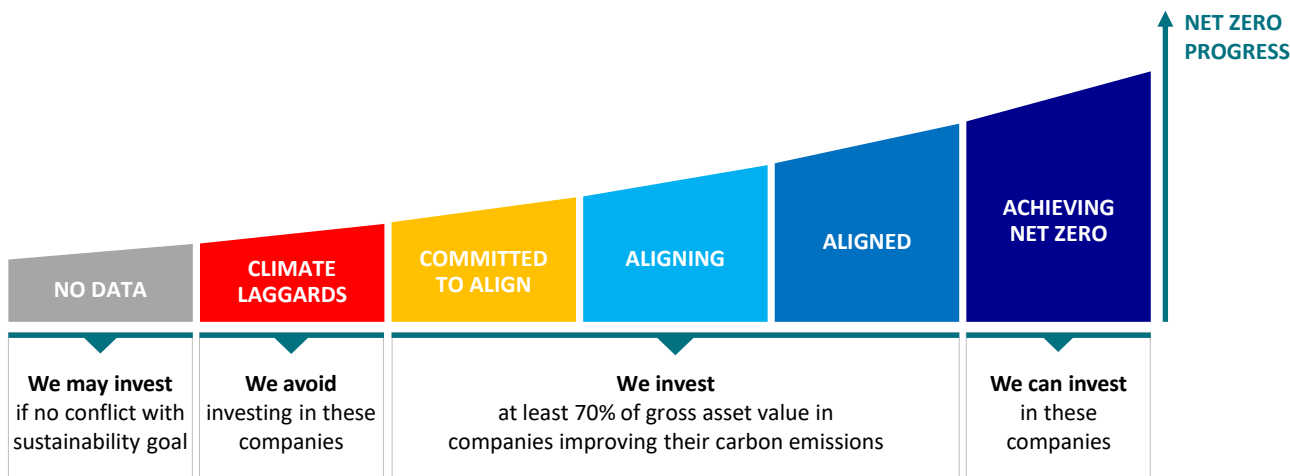 NET ZERO
PROGRESS
NO DATA
CLIMATE
LAGGARDS
COMMITTED
TO ALIGN
ALIGNING
ALIGNED
ACHIEVING
NET ZERO
We may invest
if no conflict with
sustainability goal
We avoid
investing in these
companies
We invest
at least 70% of gross asset value in
companies improving their carbon emissions
We can invest
in these
companies